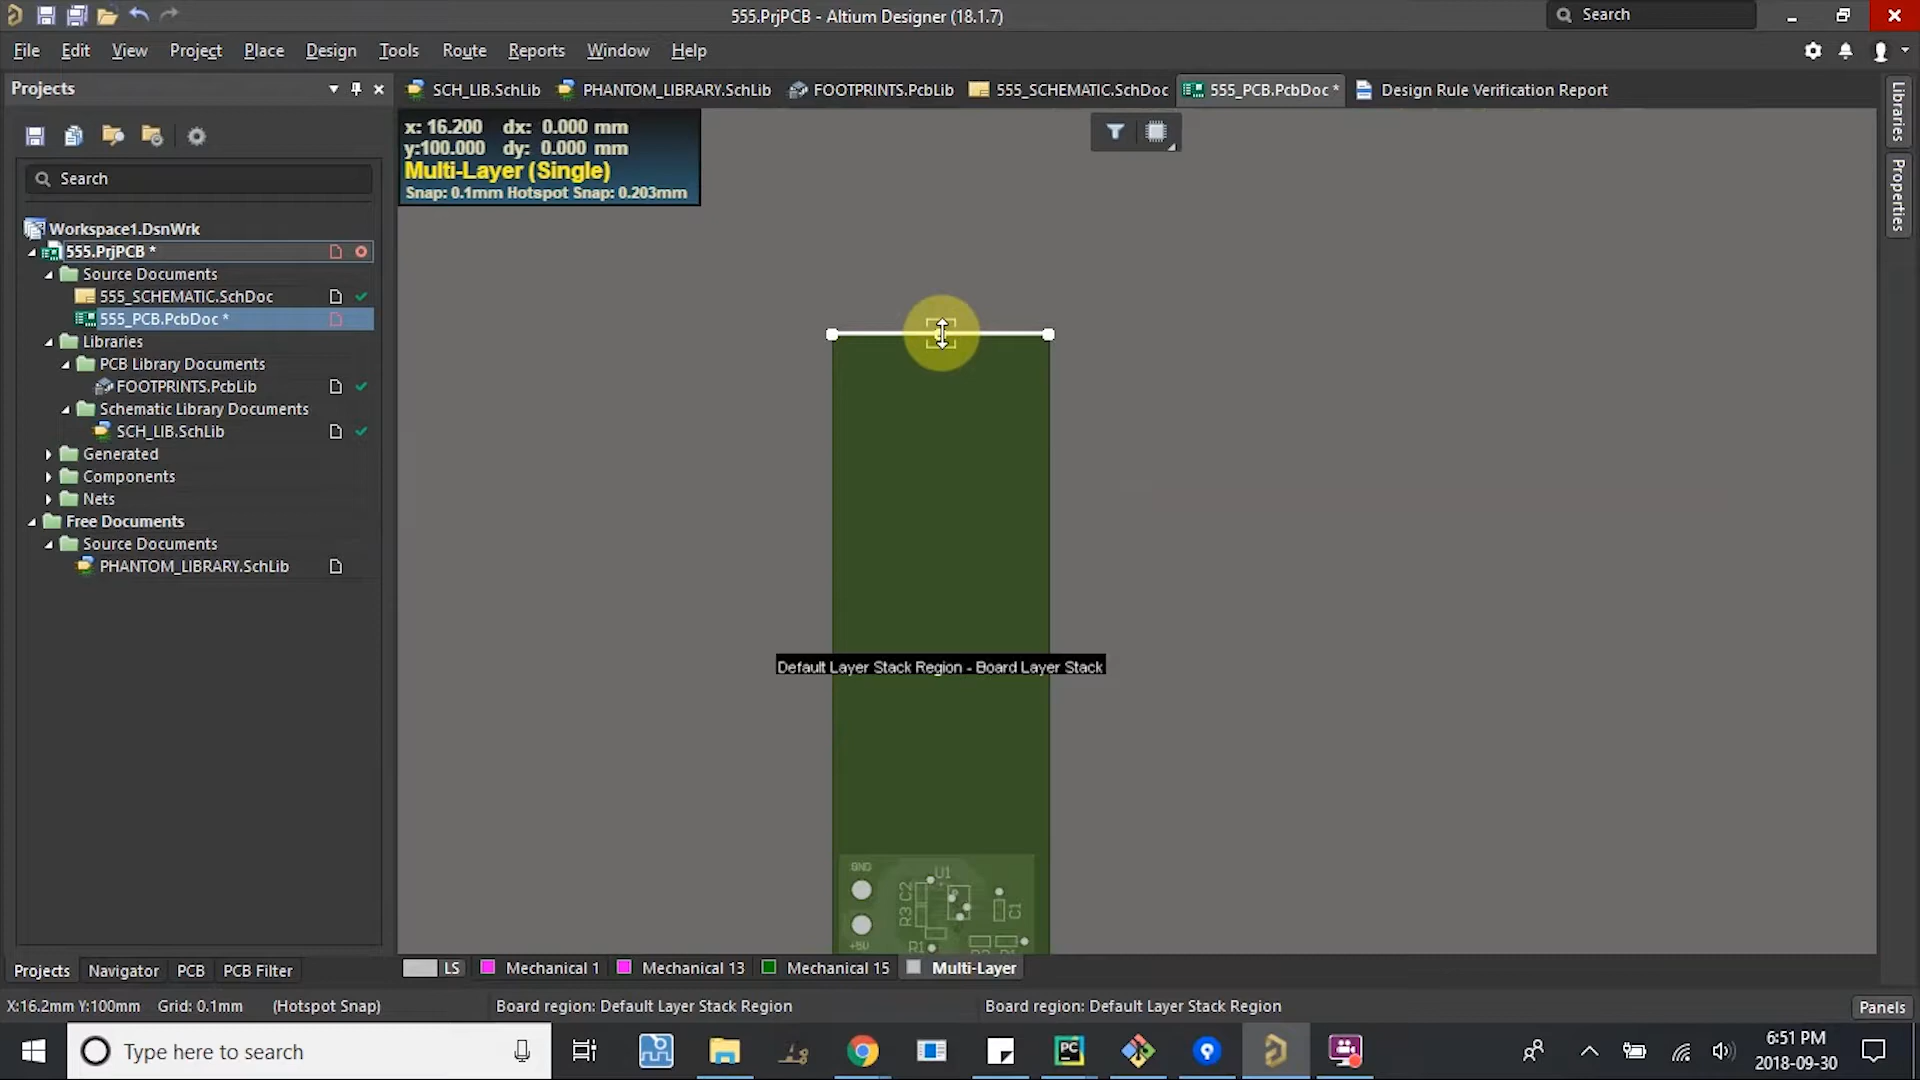 555.PrjPCB - Altium Designer (18.1.7)
Search
File Edit View Project Place Design Tools Route Reports Window Help
Projects
SCH_LIB.SchLib PHANTOM_LIBRARY.SchLib FOOTPRINTS.PcbLib 555_SCHEMATIC.SchDoc 555_PCB.PcbDoc * Design Rule Verification Report
Libraries
Properties
x: 16.200 dx: 0.000 mm
y:100.000 dy: 0.000 mm
Multi-Layer (Single)
Snap: 0.1mm Hotspot Snap: 0.203mm
Search
Workspace1.DsnWrk
555.PrjPCB *
Source Documents
555_SCHEMATIC.SchDoc
555_PCB.PcbDoc *
Libraries
PCB Library Documents
FOOTPRINTS.PcbLib
Schematic Library Documents
SCH_LIB.SchLib
Generated
Components
Nets
Free Documents
Source Documents
PHANTOM_LIBRARY.SchLib
Default Layer Stack Region - Board Layer Stack
GND
U1
C2
R3
C1
+5V
R1
Projects Navigator PCB PCB Filter
LS Mechanical 1 Mechanical 13 Mechanical 15 Multi-Layer
X:16.2mm Y:100mm Grid: 0.1mm (Hotspot Snap) Board region: Default Layer Stack Region Board region: Default Layer Stack Region Panels
Type here to search
PC
6:51 PM
2018-09-30